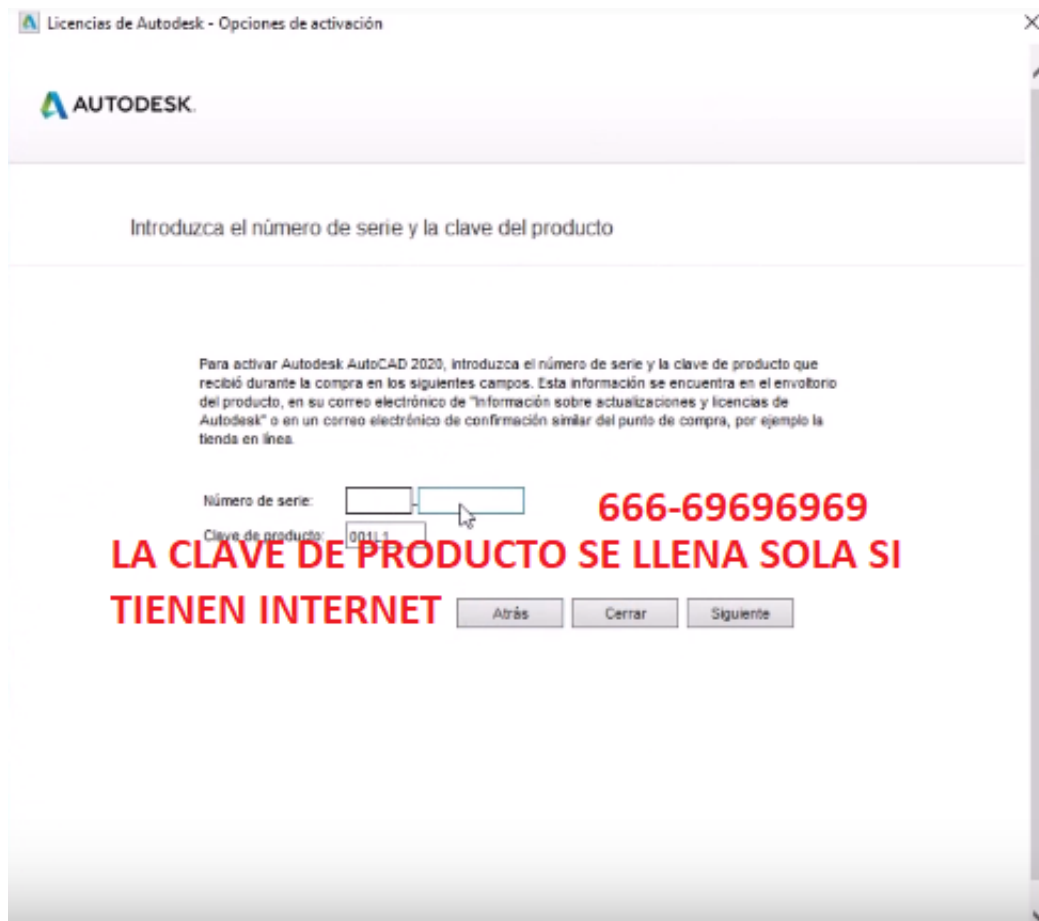 Licencias de Autodesk - Opciones de activación
AUTODESK.
Introduzca el número de serie y la clave del producto
Para activar Autodesk AutoCAD 2020, introduzca el número de serie y la clave de producto que
recibió durante la compra en los siguientes campos. Esta información se encuentra en el envoltorio
del producto, en su correo electrónico de "Información sobre actualizaciones y licencias de
Autodesk" o en un correo electrónico de confirmación similar del punto de compra, por ejemplo la
tienda en línea.
Número de serie: -
666-69696969
Clave de producto: 001L1
LA CLAVE DE PRODUCTO SE LLENA SOLA SI
TIENEN INTERNET
Atrás Cerrar Siguiente